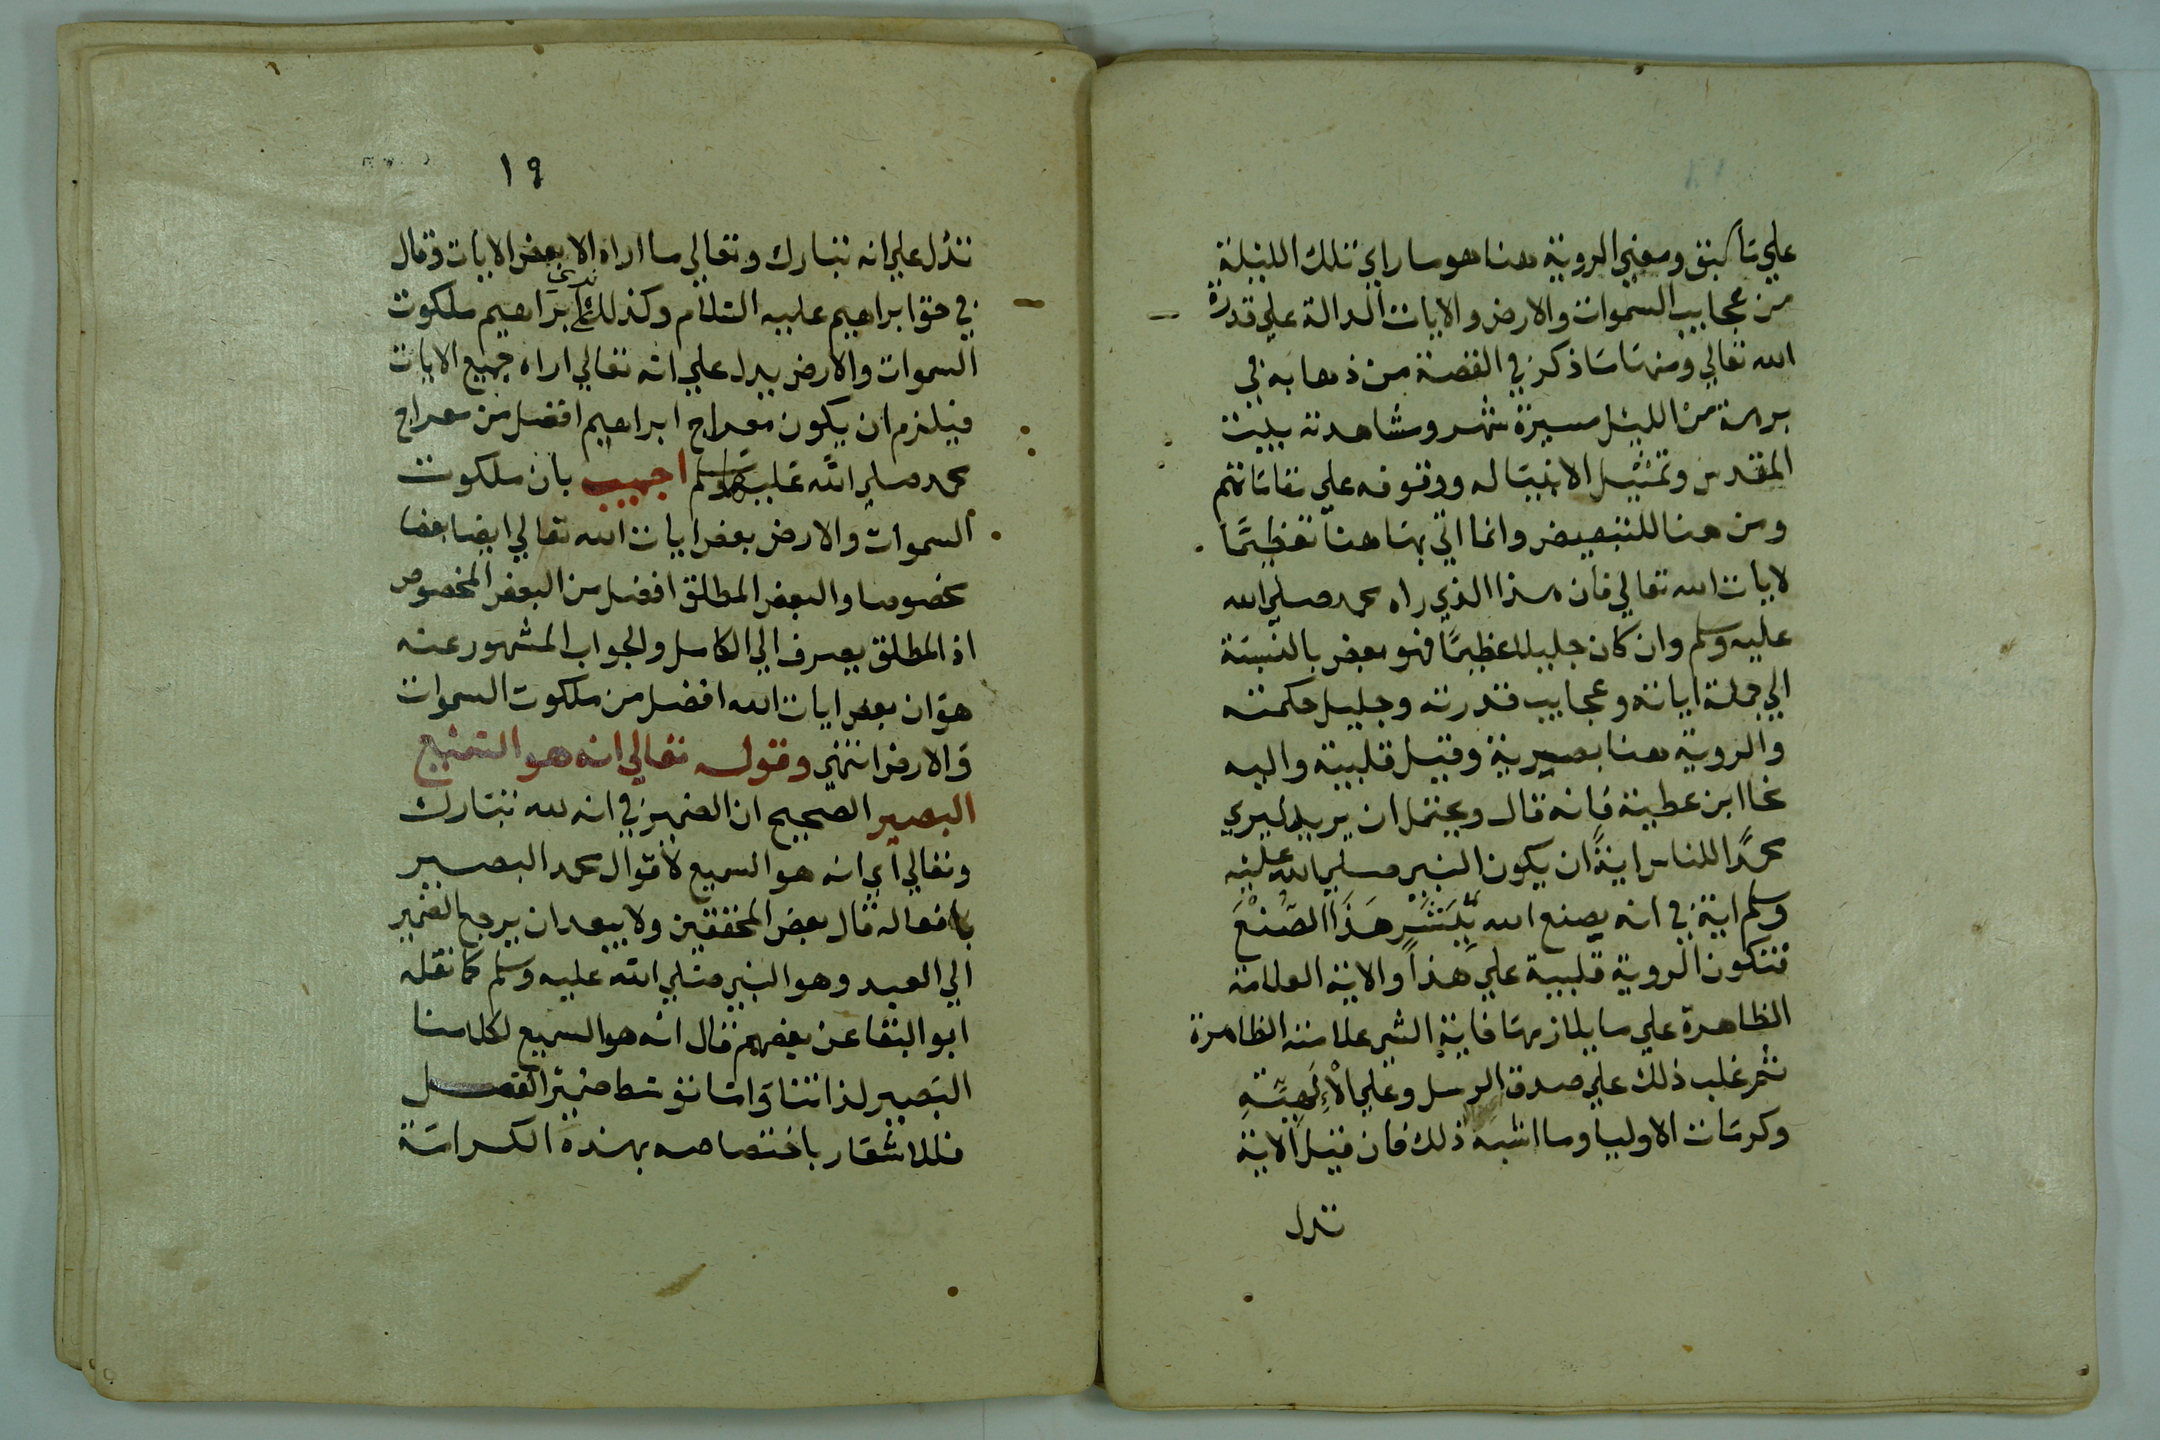 علي ما سبق ومعني الروية هنا هو ما راي تلك الليلة
من عجايب السموات والارض والايات الدالة علي قدرة
الله تعالي ومنها ما ذكر في القصة من ذهابه في
برهة من الليل مسيرة شهر ومشاهدته بيت
المقدس وتمثيل الانبيا له ووقوفه علي مقاماتهم
ومن هنا للتبعيض وانما اتي بها هنا تعظيمًا
لايات الله تعالي فان هذا الذي راه محمد صلي الله
عليه وسلم وان كان جليلا عظيمًا فهو بعض بالنسبة
الي جملة اياته وعجايب قدرته وجليل حكمته
والروية هنا بصرية وقيل قلبية واليه
نحا ابن عطية فانه قال ويحتمل ان يريد ليري
محمدًا للناس ايةً ان يكون النبي صلي الله عليه
وسلم اية في انه يصنع الله ببشرٍ هَذَا الصُنْعَ
فتكون الروية قلبية علي هذا والاية العلامة
الظاهرة علي ما يلازمها فاية الشي علامته الظاهرة
ثم غلب ذلك علي صدق الرسل وعلي الالَهِيَّةِ
وكرمات الاوليا وما اشبه ذلك فان قيل الاية
تدل
١٩
تدل علي انه تبارك وتعالي ما اراه الا بعض الايات وقال
في حق ابراهيم عليه السلام وكذلك نري ابراهيم ملكوت
السموات والارض يدل علي انه تعالي اراه جميع الايات
فيلزم ان يكون معراج ابراهيم افضل من معراج
محمد صلي الله عليه وسلم اجيب بان ملكوت
السموات والارض بعض ايات الله تعالي ايضا بعضا
مخصوصا والبعض المطلق افضل من البعض المخصوص
اذ المطلق يصرف الي الكامل والجواب المشهور عنه
هو ان بعض ايات الله افضل من ملكوت السموات
والارض انتهي وقوله تعالي انه هو السميع
البصير الصحيح ان الضمير في انه لله تبارك
وتعالي اي انه هو السميع لاقوال محمد البصير
بافعاله قال بعض المحققين ولا يبعد ان يرجع الضمير
الي العبد وهو النبي صلي الله عليه وسلم كما نقله
ابو البقا عن بعضهم قال انه هو السميع لكلامنا
البصير لذاتنا واما توسط ضمير الفصل
فللاشعار باختصاصه بهذه الكرامة